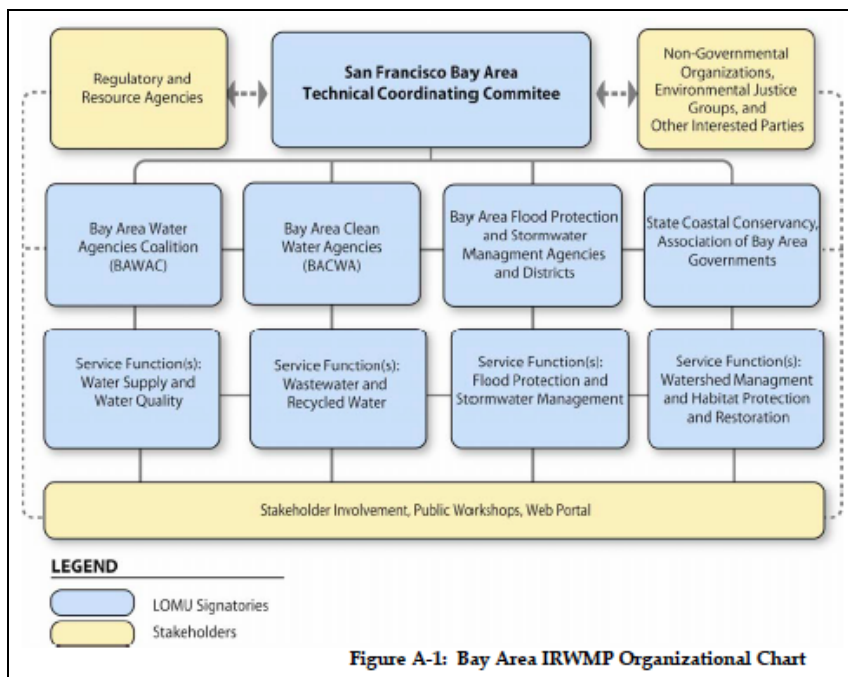 Regulatory and
Resource Agencies
San Francisco Bay Area
Technical Coordinating Commitee
Non-Governmental
Organizations,
Environmental Justice
Groups, and
Other Interested Parties
Bay Area Water
Agencies Coalition
(BAWAC)
Bay Area Clean
Water Agencies
(BACWA)
Bay Area Flood Protection
and Stormwater
Managment Agencies
and Districts
State Coastal Conservancy,
Association of Bay Area
Governments
Service Function(s):
Water Supply and
Water Quality
Service Function(s):
Wastewater and
Recycled Water
Service Function(s):
Flood Protection and
Stormwater Management
Service Function(s):
Watershed Managment
and Habitat Protection
and Restoration
Stakeholder Involvement, Public Workshops, Web Portal
LEGEND
LOMU Signatories
Stakeholders
Figure A-1: Bay Area IRWMP Organizational Chart